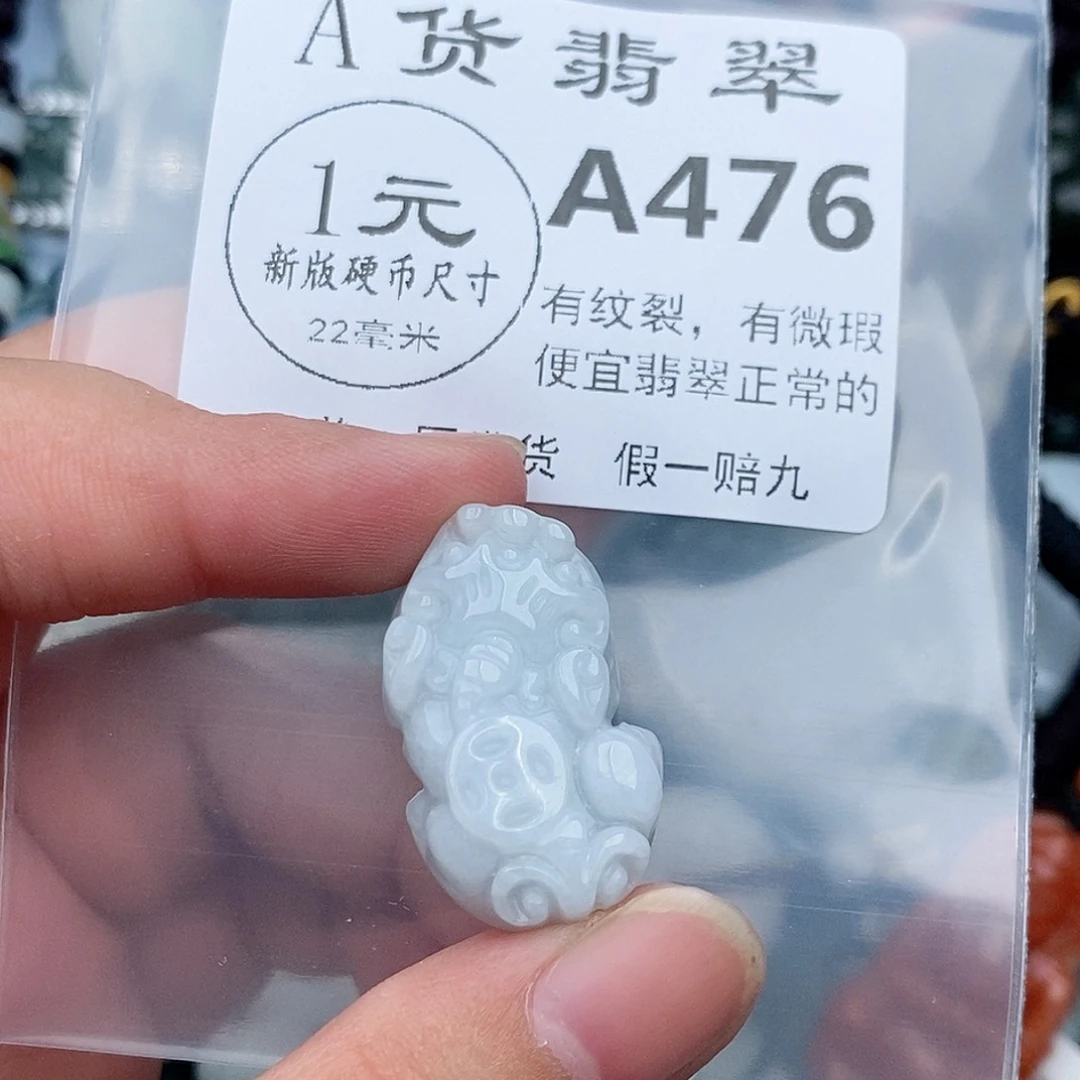 A货翡翠
1元
新版硬币尺寸
22毫米
A476
有纹裂，有微瑕
便宜翡翠正常的
货 假一赔九